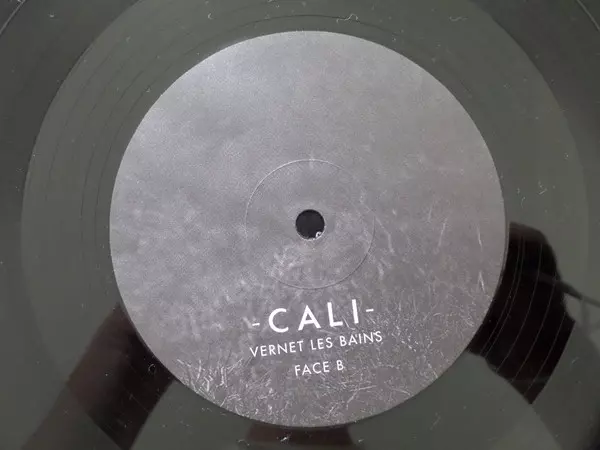 -CALI-
VERNET LES BAINS
FACE B